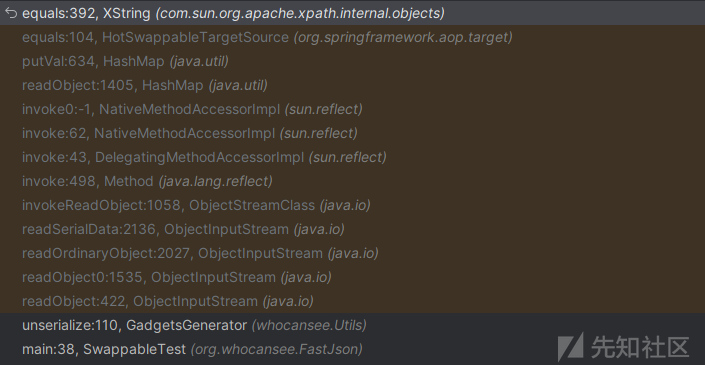 equals:392, XString (com.sun.org.apache.xpath.internal.objects)
equals:104, HotSwappableTargetSource (org.springframework.aop.target)
putVal:634, HashMap (java.util)
readObject:1405, HashMap (java.util)
invoke0:-1, NativeMethodAccessorImpl (sun.reflect)
invoke:62, NativeMethodAccessorImpl (sun.reflect)
invoke:43, DelegatingMethodAccessorImpl (sun.reflect)
invoke:498, Method (java.lang.reflect)
invokeReadObject:1058, ObjectStreamClass (java.io)
readSerialData:2136, ObjectInputStream (java.io)
readOrdinaryObject:2027, ObjectInputStream (java.io)
readObject0:1535, ObjectInputStream (java.io)
readObject:422, ObjectInputStream (java.io)
unserialize:110, GadgetsGenerator (whocansee.Utils)
main:38, SwappableTest (org.whocansee.FastJson)
先知社区